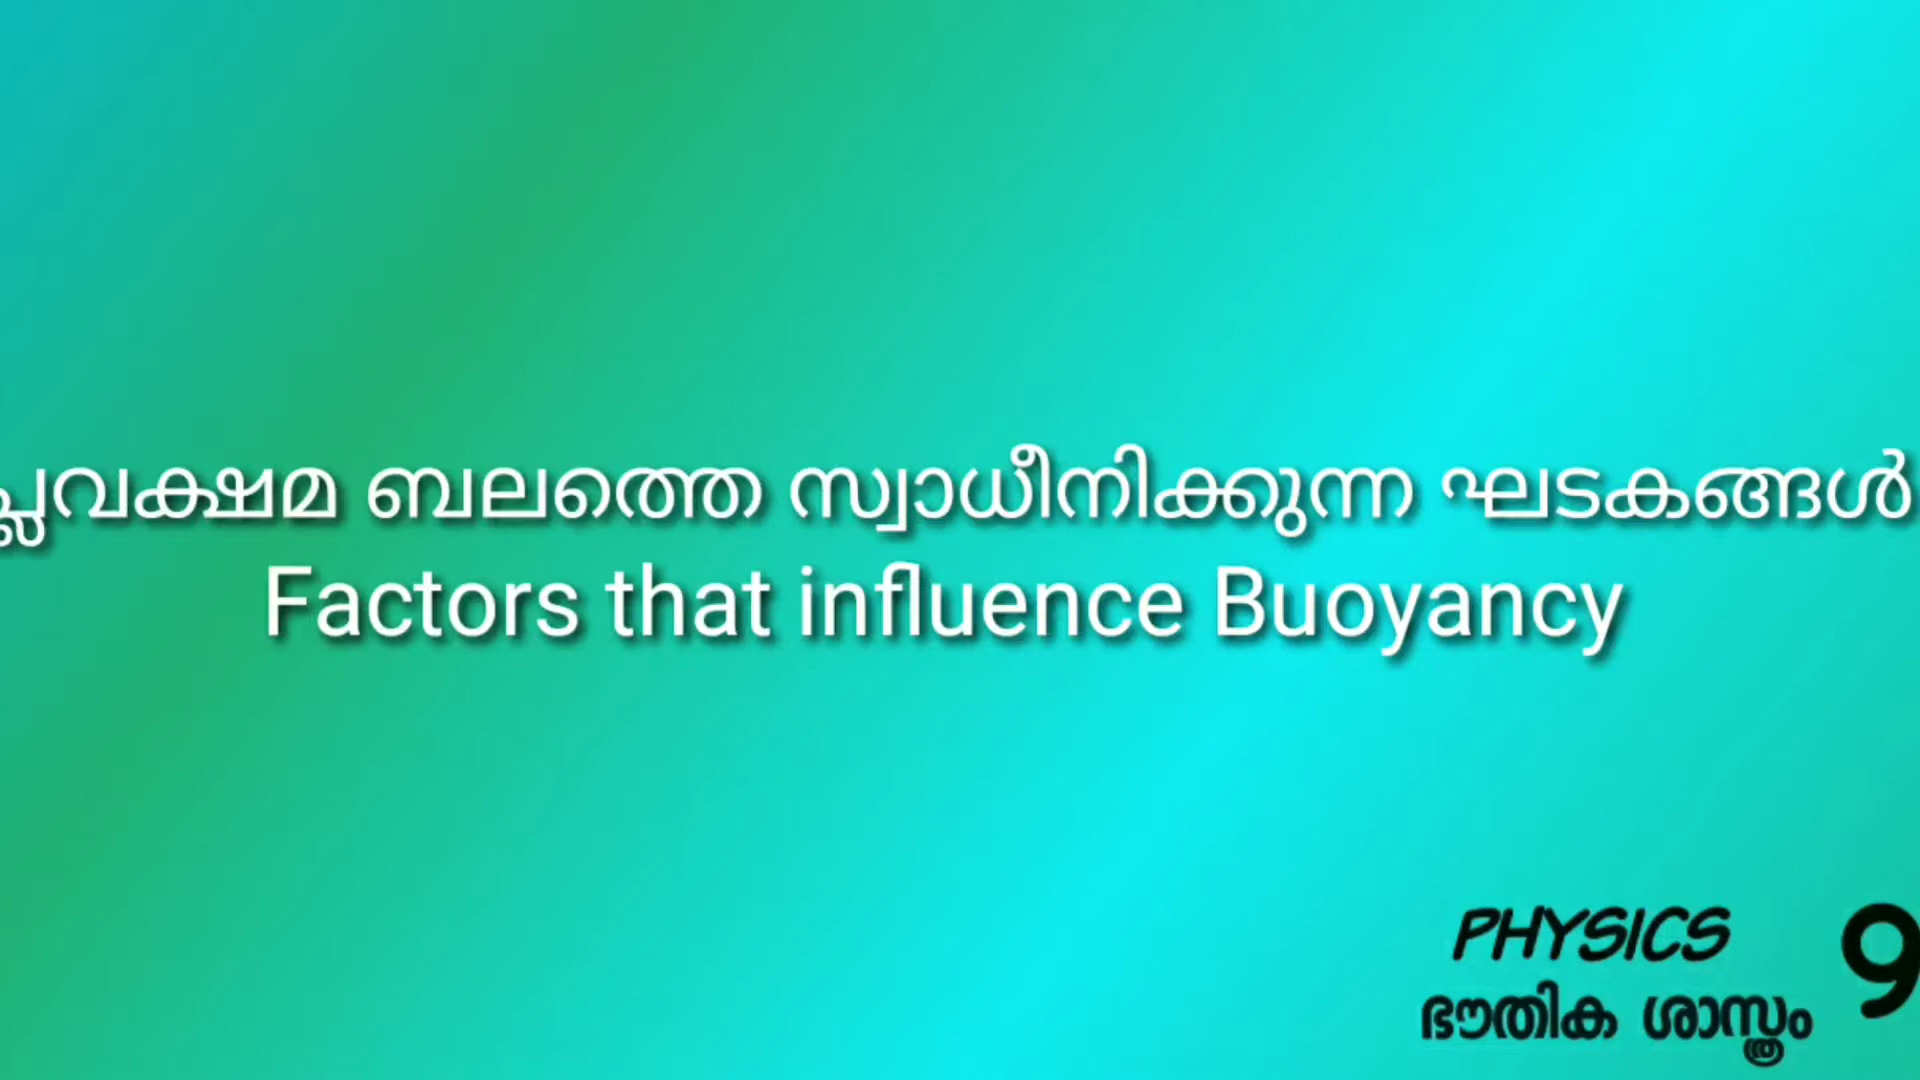 പ്ലവക്ഷമ ബലത്തെ സ്വാധീനിക്കുന്ന ഘടകങ്ങൾ
Factors that influence Buoyancy
PHYSICS 9
ഭൗതിക ശാസ്ത്രം